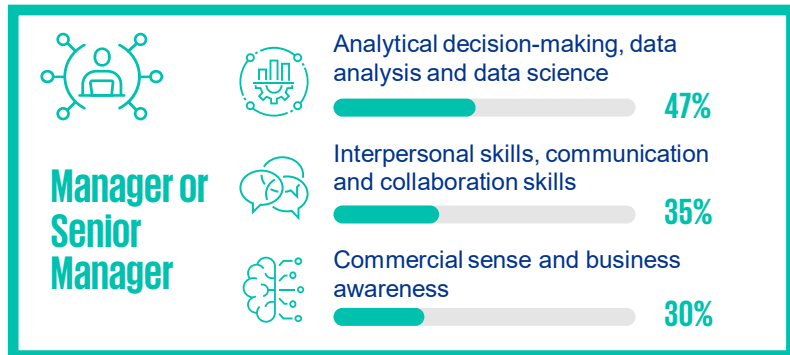 Manager or
Senior
Manager
Analytical decision-making, data
analysis and data science
47%
Interpersonal skills, communication
and collaboration skills
35%
Commercial sense and business
awareness
30%